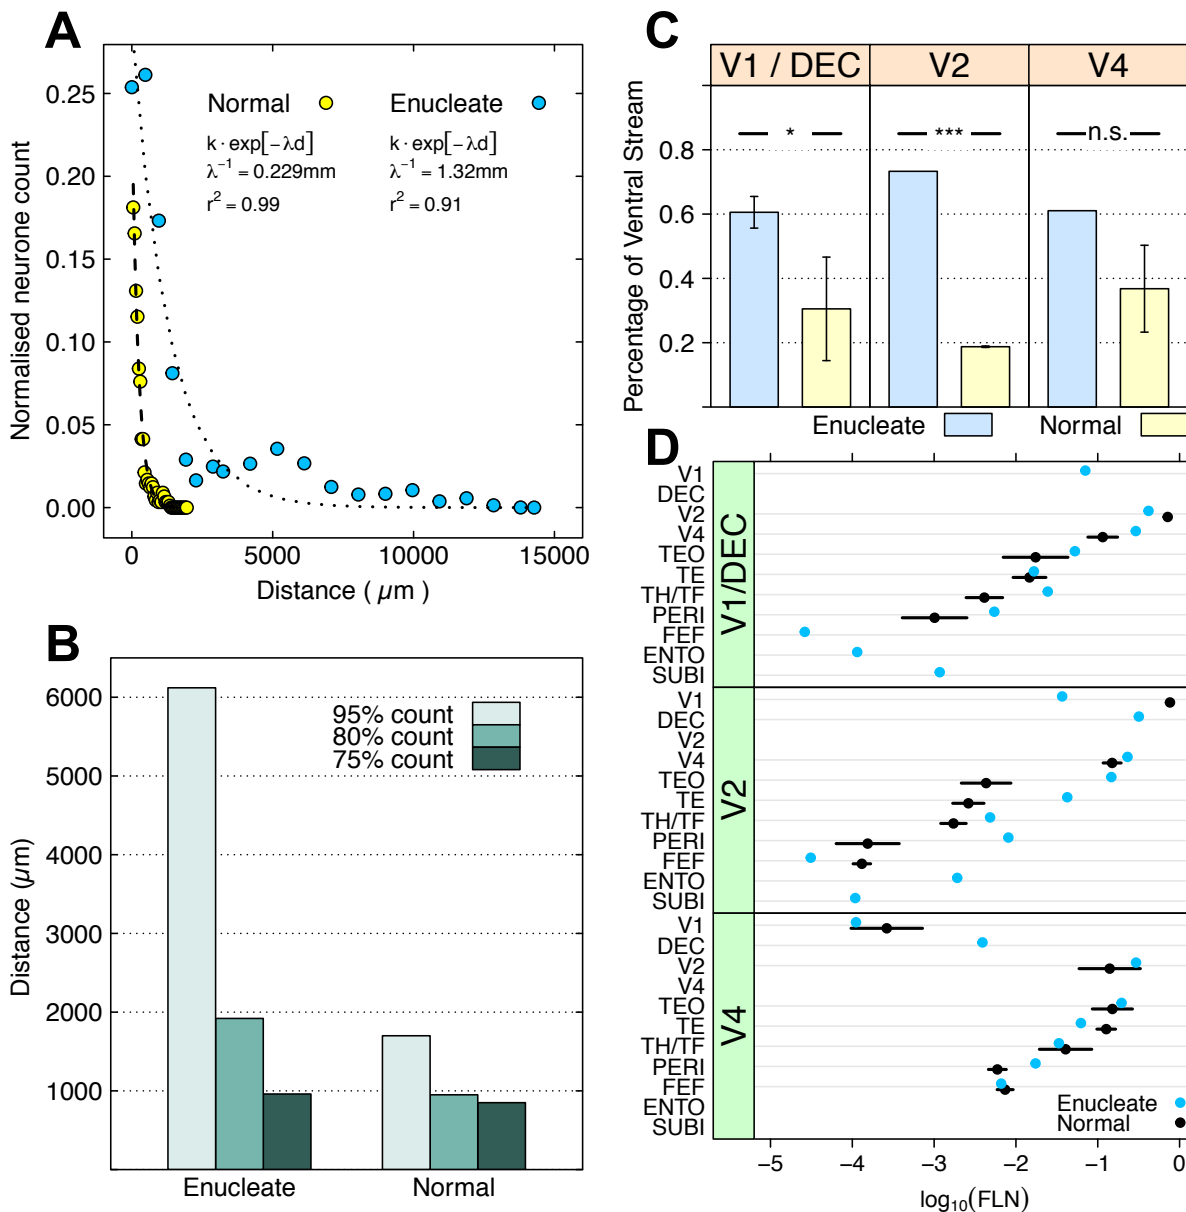 A
Normalised neurone count
0.25
0.20
0.15
0.10
0.05
0.00
Normal
k · exp[−λd]
λ⁻¹ = 0.229mm
r² = 0.99
Enucleate
k · exp[−λd]
λ⁻¹ = 1.32mm
r² = 0.91
0 5000 10000 15000
Distance ( µm )
B
Distance (µm)
6000
5000
4000
3000
2000
1000
95% count
80% count
75% count
Enucleate Normal
C
Percentage of Ventral Stream
V1 / DEC V2 V4
* *** n.s.
0.8
0.6
0.4
0.2
Enucleate Normal
D
V1/DEC
V1
DEC
V2
V4
TEO
TE
TH/TF
PERI
FEF
ENTO
SUBI
V2
V1
DEC
V2
V4
TEO
TE
TH/TF
PERI
FEF
ENTO
SUBI
V4
V1
DEC
V2
V4
TEO
TE
TH/TF
PERI
FEF
ENTO
SUBI
Enucleate
Normal
−5 −4 −3 −2 −1 0
log₁₀(FLN)